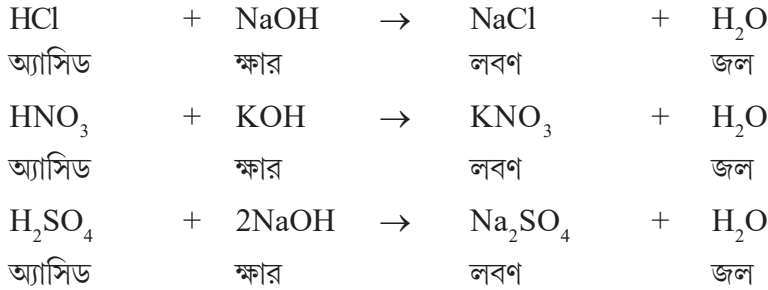 HCl + NaOH → NaCl + H₂O
অ্যাসিড ক্ষার লবণ জল
HNO₃ + KOH → KNO₃ + H₂O
অ্যাসিড ক্ষার লবণ জল
H₂SO₄ + 2NaOH → Na₂SO₄ + H₂O
অ্যাসিড ক্ষার লবণ জল